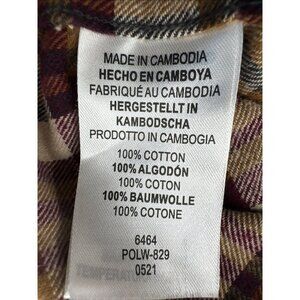 MADE IN CAMBODIA
HECHO EN CAMBOYA
FABRIQUÉ AU CAMBODIA
HERGESTELLT IN
KAMBODSCHA
PRODOTTO IN CAMBOGIA
100% COTTON
100% ALGODÓN
100% COTON
100% BAUMWOLLE
100% COTONE
6464
POLW-829
0521